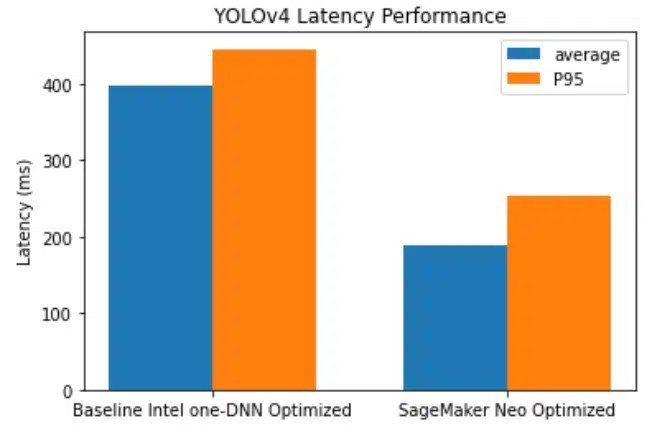 YOLOv4 Latency Performance
average
P95
Latency (ms)
400
300
200
100
0
Baseline Intel one-DNN Optimized
SageMaker Neo Optimized